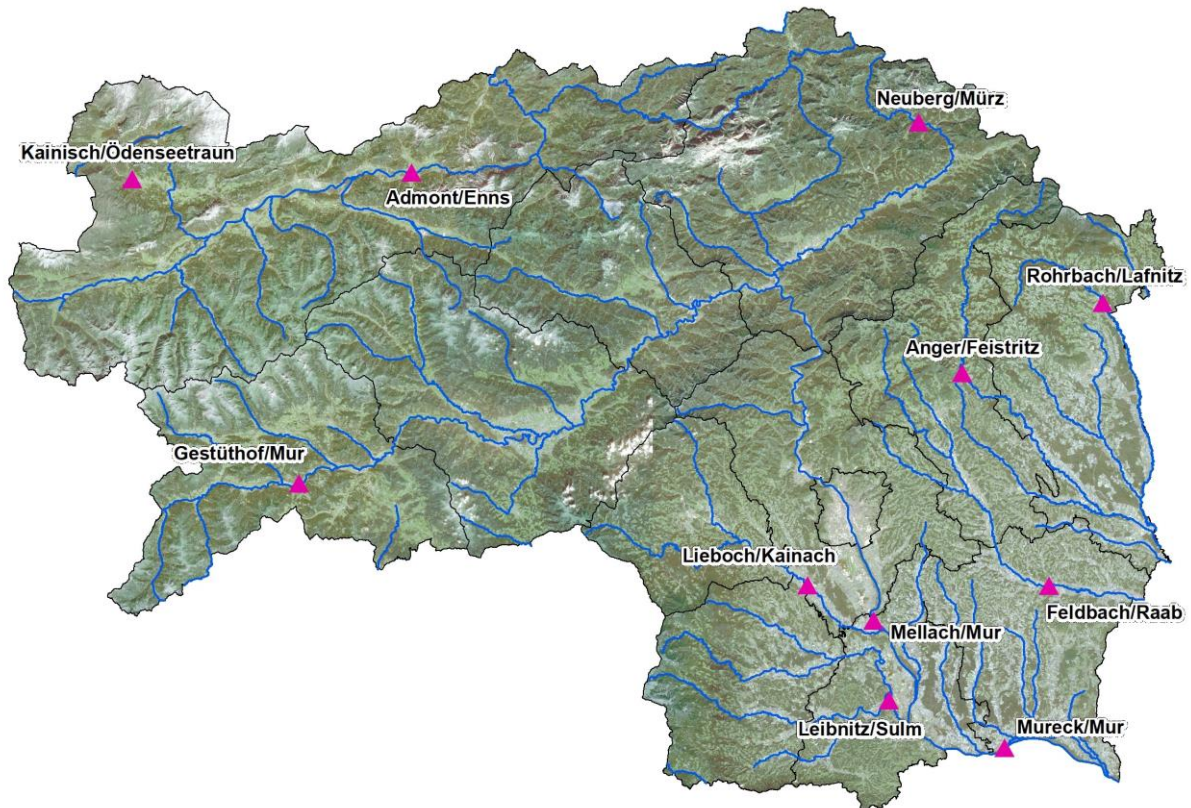 Neuberg/Mürz
Kainisch/Ödenseetraun
Admont/Enns
Rohrbach/Lafnitz
Anger/Feistritz
Gestüthof/Mur
Lieboch/Kainach
Feldbach/Raab
Mellach/Mur
Leibnitz/Sulm
Mureck/Mur